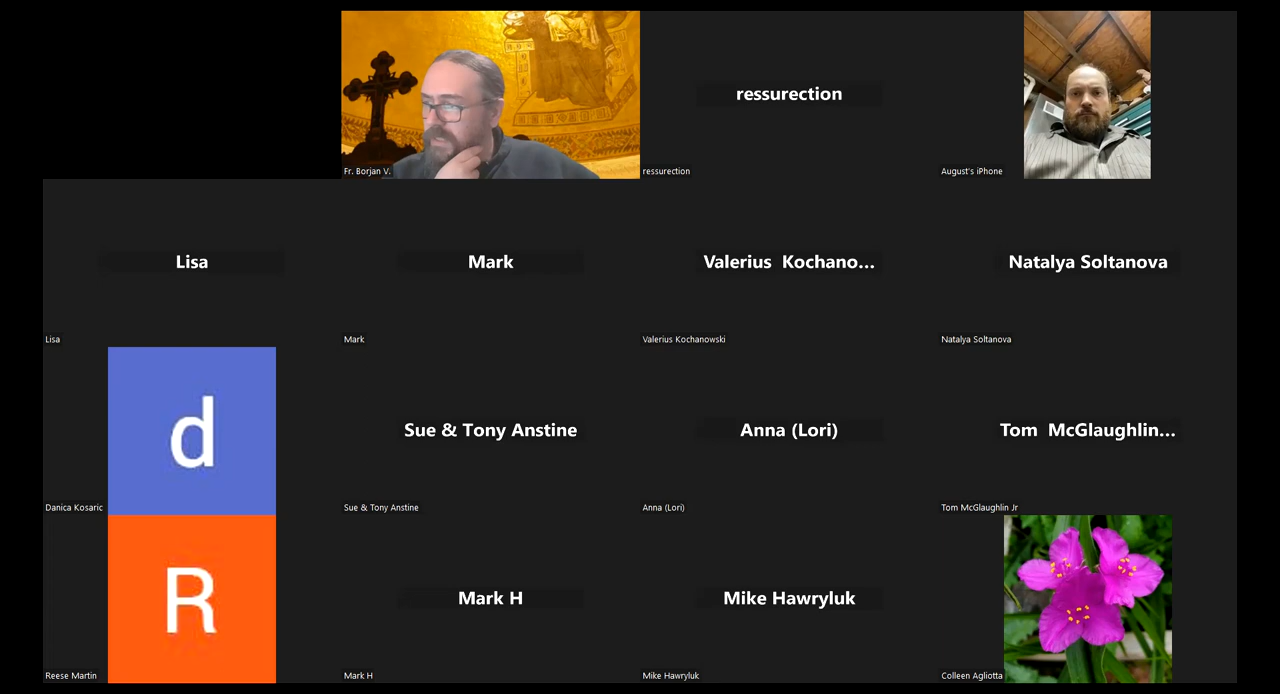 ressurection
Fr. Borjan V.
ressurection
August's iPhone
Lisa
Mark
Valerius  Kochano...
Natalya Soltanova
Lisa
Mark
Valerius Kochanowski
Natalya Soltanova
d
Sue & Tony Anstine
Anna (Lori)
Tom  McGlaughlin...
Danica Kosaric
Sue & Tony Anstine
Anna (Lori)
Tom McGlaughlin Jr
R
Mark H
Mike Hawryluk
Reese Martin
Mark H
Mike Hawryluk
Colleen Agliotta